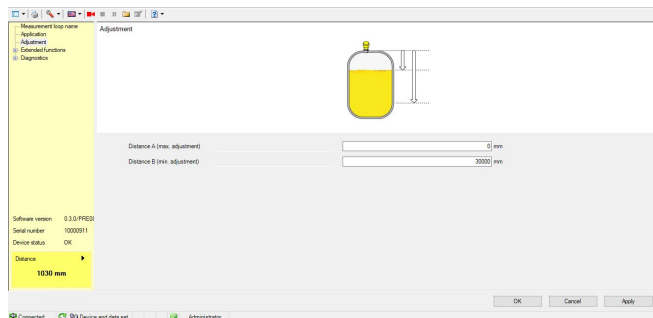 Measurement loop name
Application
Adjustment
Extended functions
Diagnostics
Adjustment
Distance A (max. adjustment)
0 mm
Distance B (min. adjustment)
30000 mm
Software version 0.3.0/PRE0
Serial number 10000911
Device status OK
Distance
1030 mm
OK Cancel Apply
Connected Device and data set Administrator